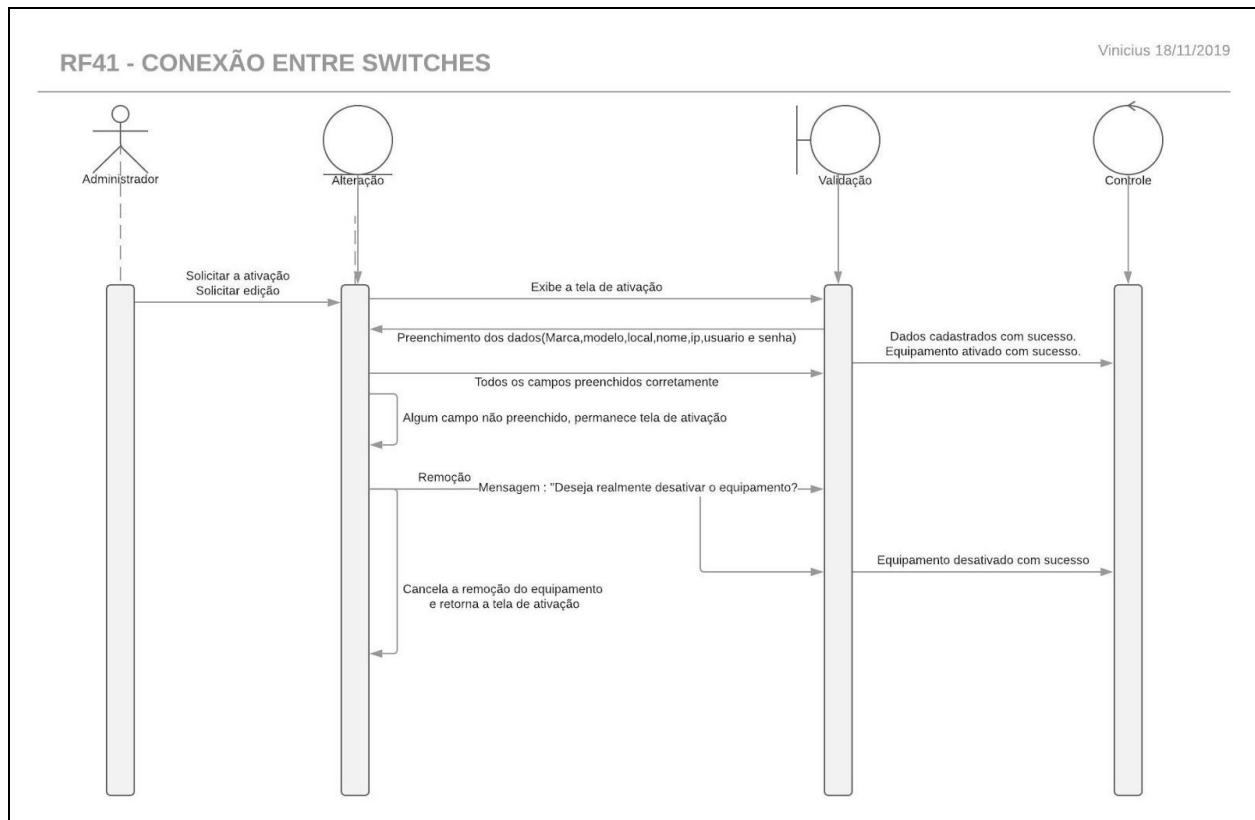 RF41 - CONEXÃO ENTRE SWITCHES
Vinicius 18/11/2019
Administrador
Alteração
Validação
Controle
Solicitar a ativação
Solicitar edição
Exibe a tela de ativação
Preenchimento dos dados(Marca,modelo,local,nome,ip,usuario e senha)
Dados cadastrados com sucesso.
Equipamento ativado com sucesso.
Todos os campos preenchidos corretamente
Algum campo não preenchido, permanece tela de ativação
Remoção
Mensagem : "Deseja realmente desativar o equipamento?
Equipamento desativado com sucesso
Cancela a remoção do equipamento
e retorna a tela de ativação